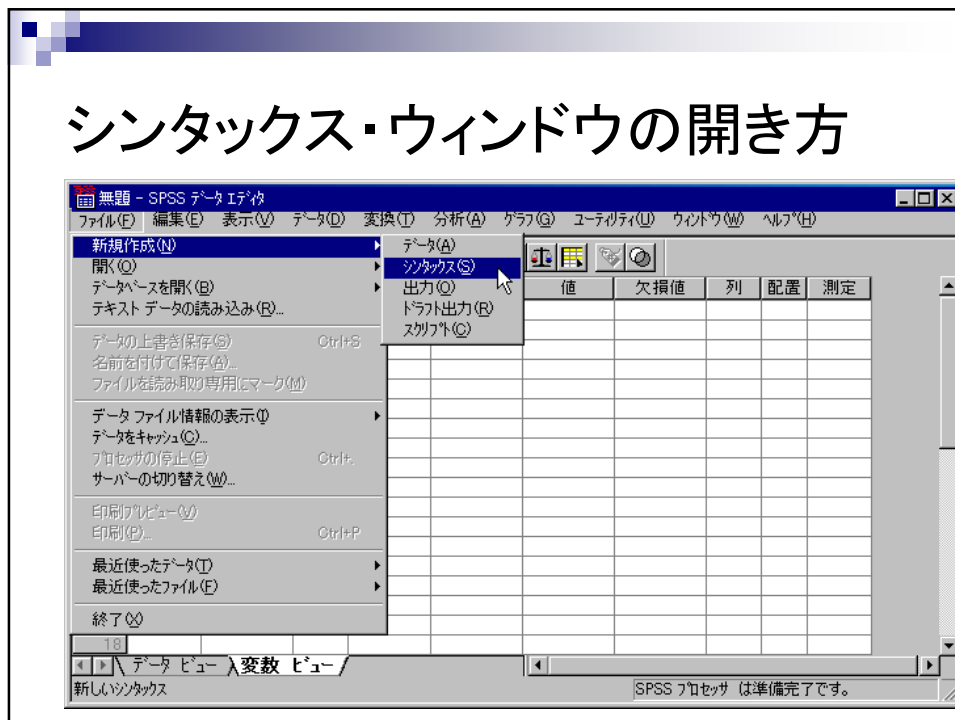 シンタックス・ウィンドウの開き方
無題 - SPSS ﾃﾞｰﾀ ｴﾃﾞｨﾀ
ﾌｧｲﾙ(F) 編集(E) 表示(V) ﾃﾞｰﾀ(D) 変換(T) 分析(A) ｸﾞﾗﾌ(G) ﾕｰﾃｨﾘﾃｨ(U) ｳｨﾝﾄﾞｳ(W) ﾍﾙﾌﾟ(H)
新規作成(N)
開く(O)
ﾃﾞｰﾀﾍﾞｰｽを開く(B)
テキスト データの読み込み(R)...
ﾃﾞｰﾀの上書き保存(S) Ctrl+S
名前を付けて保存(A)...
ファイルを読み取り専用にマーク(M)
データ ファイル情報の表示(I)
ﾃﾞｰﾀをｷｬｯｼｭ(C)...
ﾌﾟﾛｾｯｻの停止(E) Ctrl+.
サーバーの切り替え(W)...
印刷ﾌﾟﾚﾋﾞｭｰ(V)
印刷(P)... Ctrl+P
最近使ったﾃﾞｰﾀ(T)
最近使ったﾌｧｲﾙ(F)
終了(X)
ﾃﾞｰﾀ(A)
ｼﾝﾀｯｸｽ(S)
出力(O)
ﾄﾞﾗﾌﾄ出力(R)
ｽｸﾘﾌﾟﾄ(C)
値 欠損値 列 配置 測定
18
データ ビュー 変数 ビュー
新しいｼﾝﾀｯｸｽ
SPSS ﾌﾟﾛｾｯｻ は準備完了です。